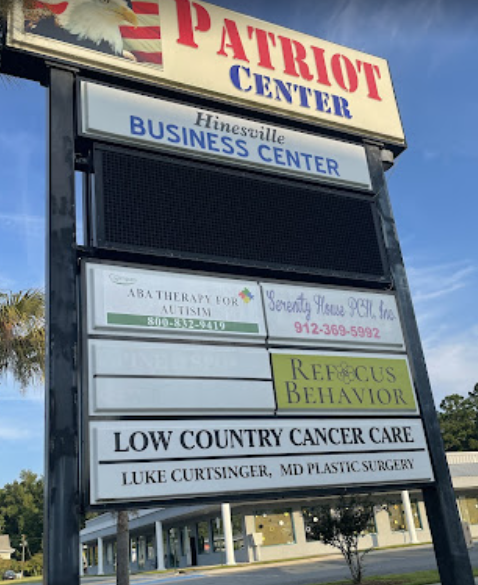 PATRIOT
CENTER
Hinesville
BUSINESS CENTER
ABA THERAPY FOR
AUTISIM
800-832-9419
Serenity House PCH, Inc.
912-369-5992
REFOCUS
BEHAVIOR
LOW COUNTRY CANCER CARE
LUKE CURTSINGER, MD PLASTIC SURGERY